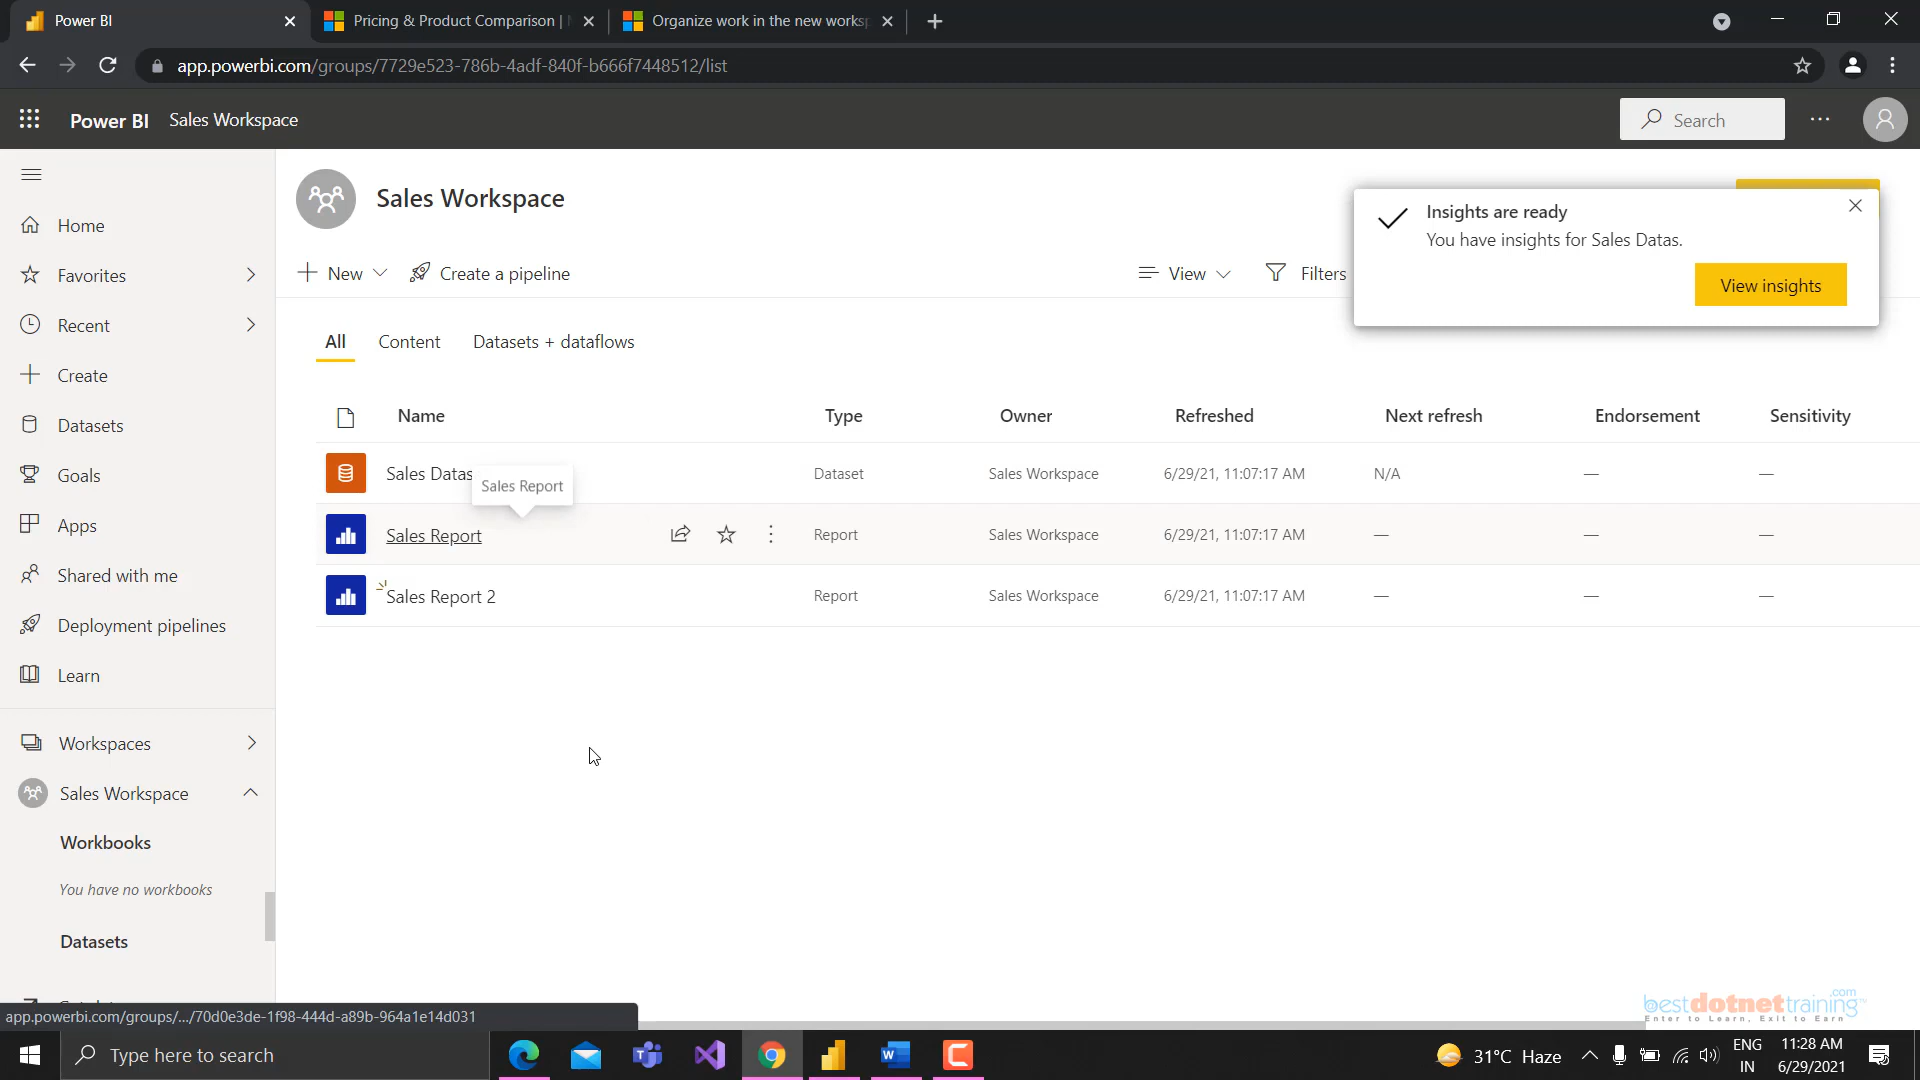 Power BI
Pricing & Product Comparison |
Organize work in the new worksp
app.powerbi.com/groups/7729e523-786b-4adf-840f-b666f7448512/list
Power BI Sales Workspace
Search
Sales Workspace
Insights are ready
You have insights for Sales Datas.
View insights
New
Create a pipeline
View
Filters
Home
Favorites
Recent
Create
Datasets
Goals
Apps
Shared with me
Deployment pipelines
Learn
Workspaces
Sales Workspace
Workbooks
You have no workbooks
Datasets
All Content Datasets + dataflows
Name Type Owner Refreshed Next refresh Endorsement Sensitivity
Sales Datas Dataset Sales Workspace 6/29/21, 11:07:17 AM N/A — —
Sales Report
Sales Report Report Sales Workspace 6/29/21, 11:07:17 AM — — —
Sales Report 2 Report Sales Workspace 6/29/21, 11:07:17 AM — — —
bestdotnettraining.com
Enter to Learn, Exit to Earn
app.powerbi.com/groups/.../70d0e3de-1f98-444d-a89b-964a1e14d031
Type here to search
31°C Haze
ENG
IN
11:28 AM
6/29/2021